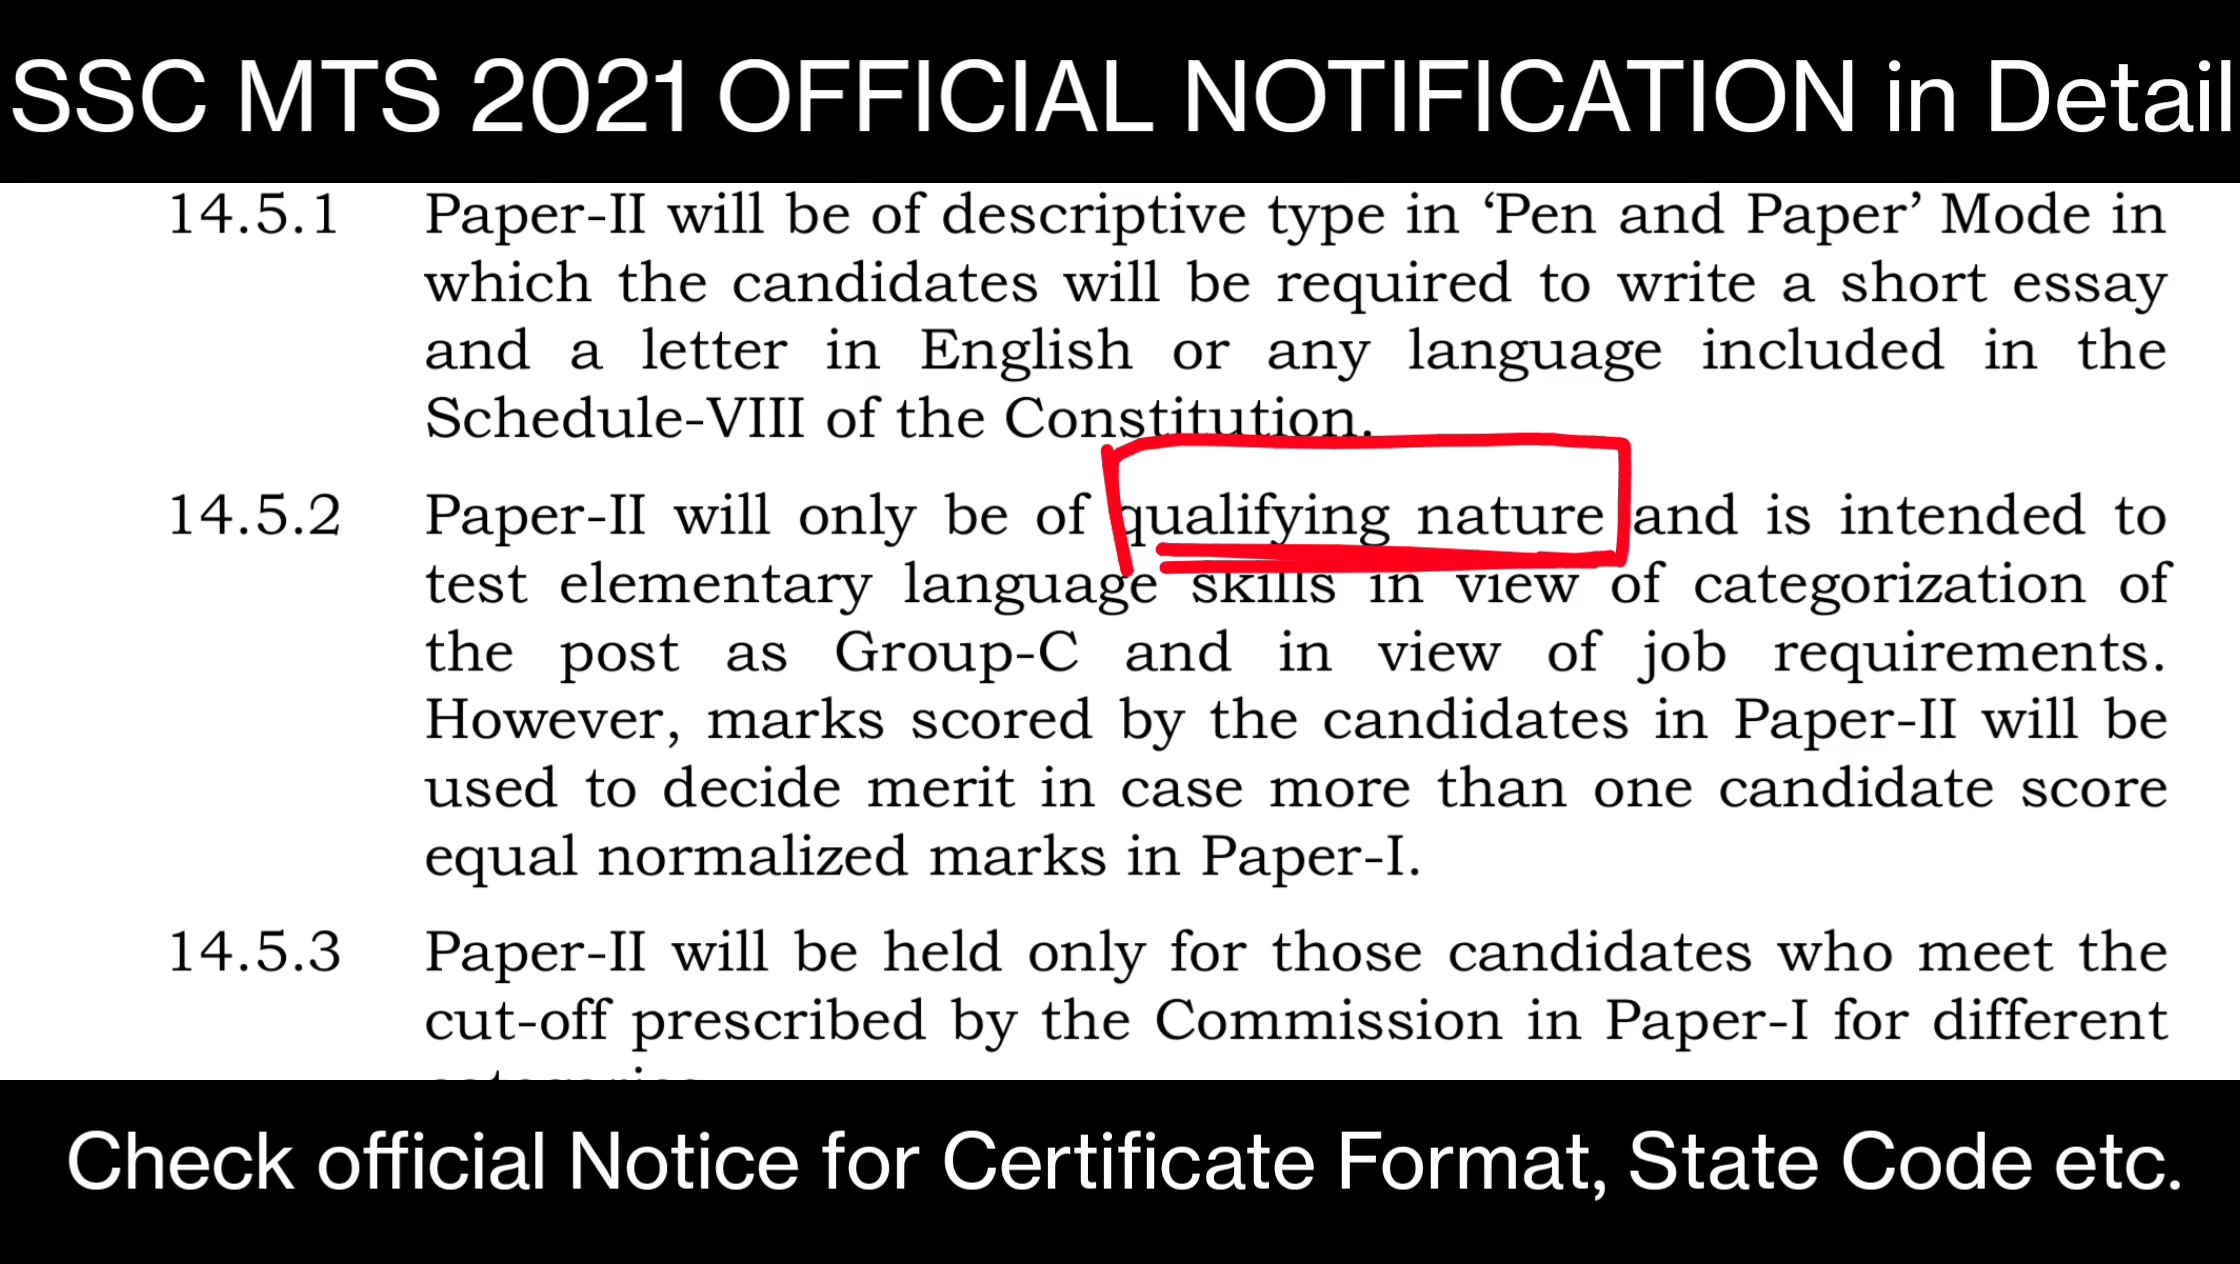 SSC MTS 2021 OFFICIAL NOTIFICATION in Detail
14.5.1 Paper-II will be of descriptive type in ‘Pen and Paper’ Mode in
which the candidates will be required to write a short essay
and a letter in English or any language included in the
Schedule-VIII of the Constitution.
14.5.2 Paper-II will only be of qualifying nature and is intended to
test elementary language skills in view of categorization of
the post as Group-C and in view of job requirements.
However, marks scored by the candidates in Paper-II will be
used to decide merit in case more than one candidate score
equal normalized marks in Paper-I.
14.5.3 Paper-II will be held only for those candidates who meet the
cut-off prescribed by the Commission in Paper-I for different
Check official Notice for Certificate Format, State Code etc.